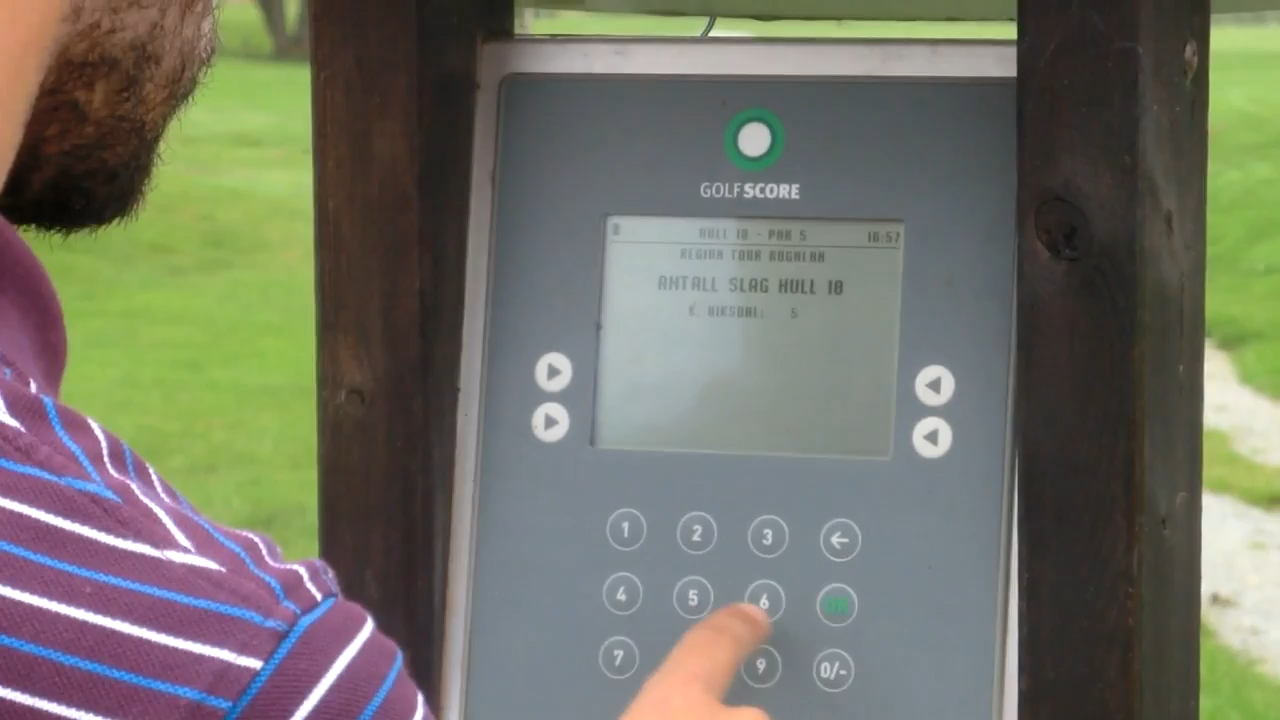 GOLFSCORE
HULL 18 - PAR 5 16:57
REGION TOUR ROGALAN
ANTALL SLAG HULL 18
K. VIKSDAL: 5
1 2 3 ←
4 5 6 OK
7 9 0/-